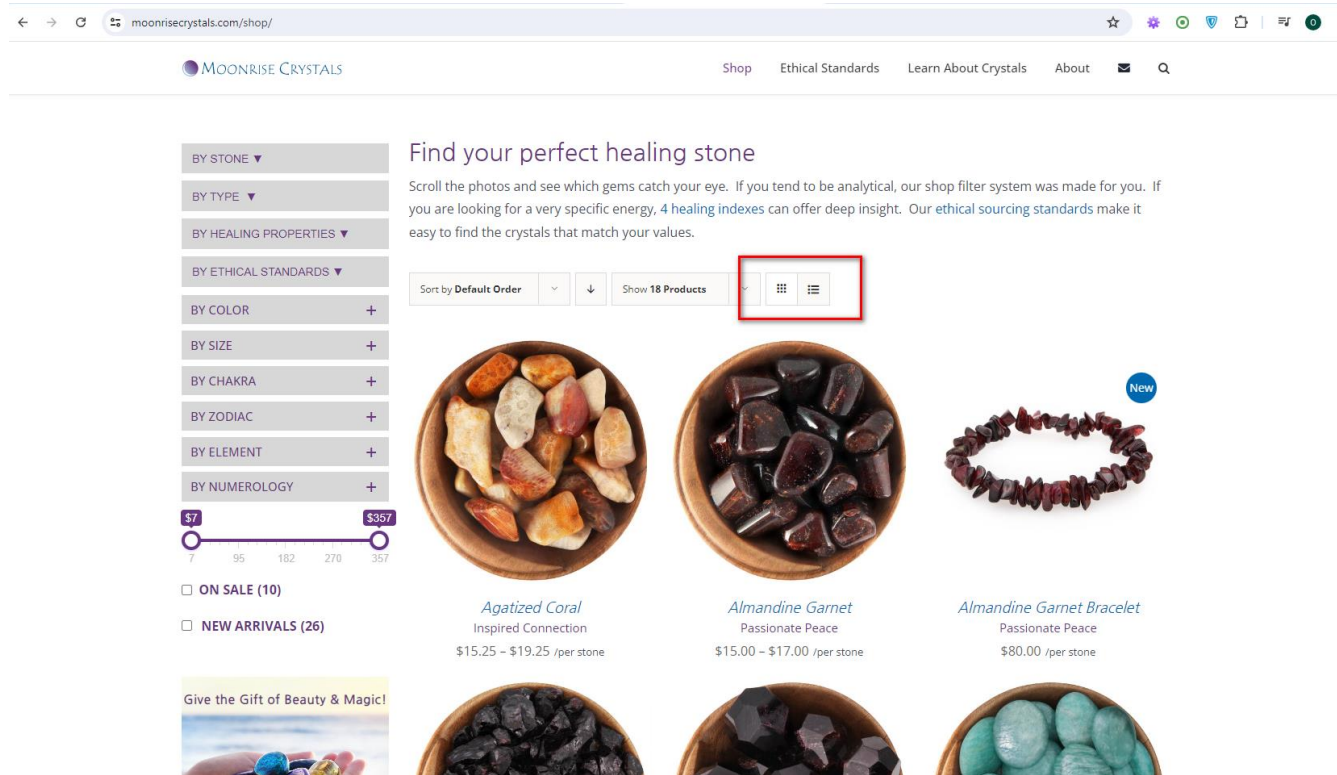 moonrisecrystals.com/shop/
O
MOONRISE CRYSTALS
Shop Ethical Standards Learn About Crystals About
BY STONE ▼
BY TYPE ▼
BY HEALING PROPERTIES ▼
BY ETHICAL STANDARDS ▼
BY COLOR +
BY SIZE +
BY CHAKRA +
BY ZODIAC +
BY ELEMENT +
BY NUMEROLOGY +
$7 $357
7 95 182 270 357
ON SALE (10)
NEW ARRIVALS (26)
Give the Gift of Beauty & Magic!
Find your perfect healing stone
Scroll the photos and see which gems catch your eye. If you tend to be analytical, our shop filter system was made for you. If
you are looking for a very specific energy, 4 healing indexes can offer deep insight. Our ethical sourcing standards make it
easy to find the crystals that match your values.
Sort by Default Order Show 18 Products
New
Agatized Coral Almandine Garnet Almandine Garnet Bracelet
Inspired Connection Passionate Peace Passionate Peace
$15.25 – $19.25 /per stone $15.00 – $17.00 /per stone $80.00 /per stone